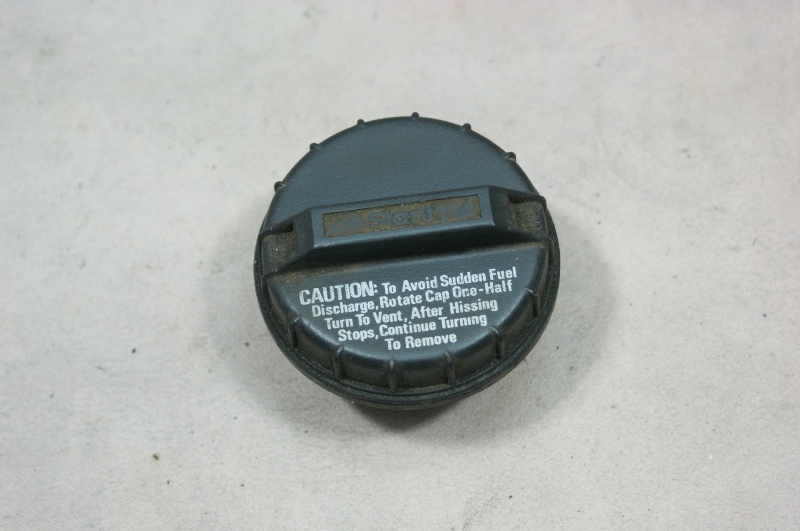 CAUTION: To Avoid Sudden Fuel
Discharge, Rotate Cap One-Half
Turn To Vent, After Hissing
Stops, Continue Turning
To Remove